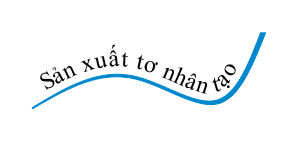 Sản xuất tơ nhân tạo